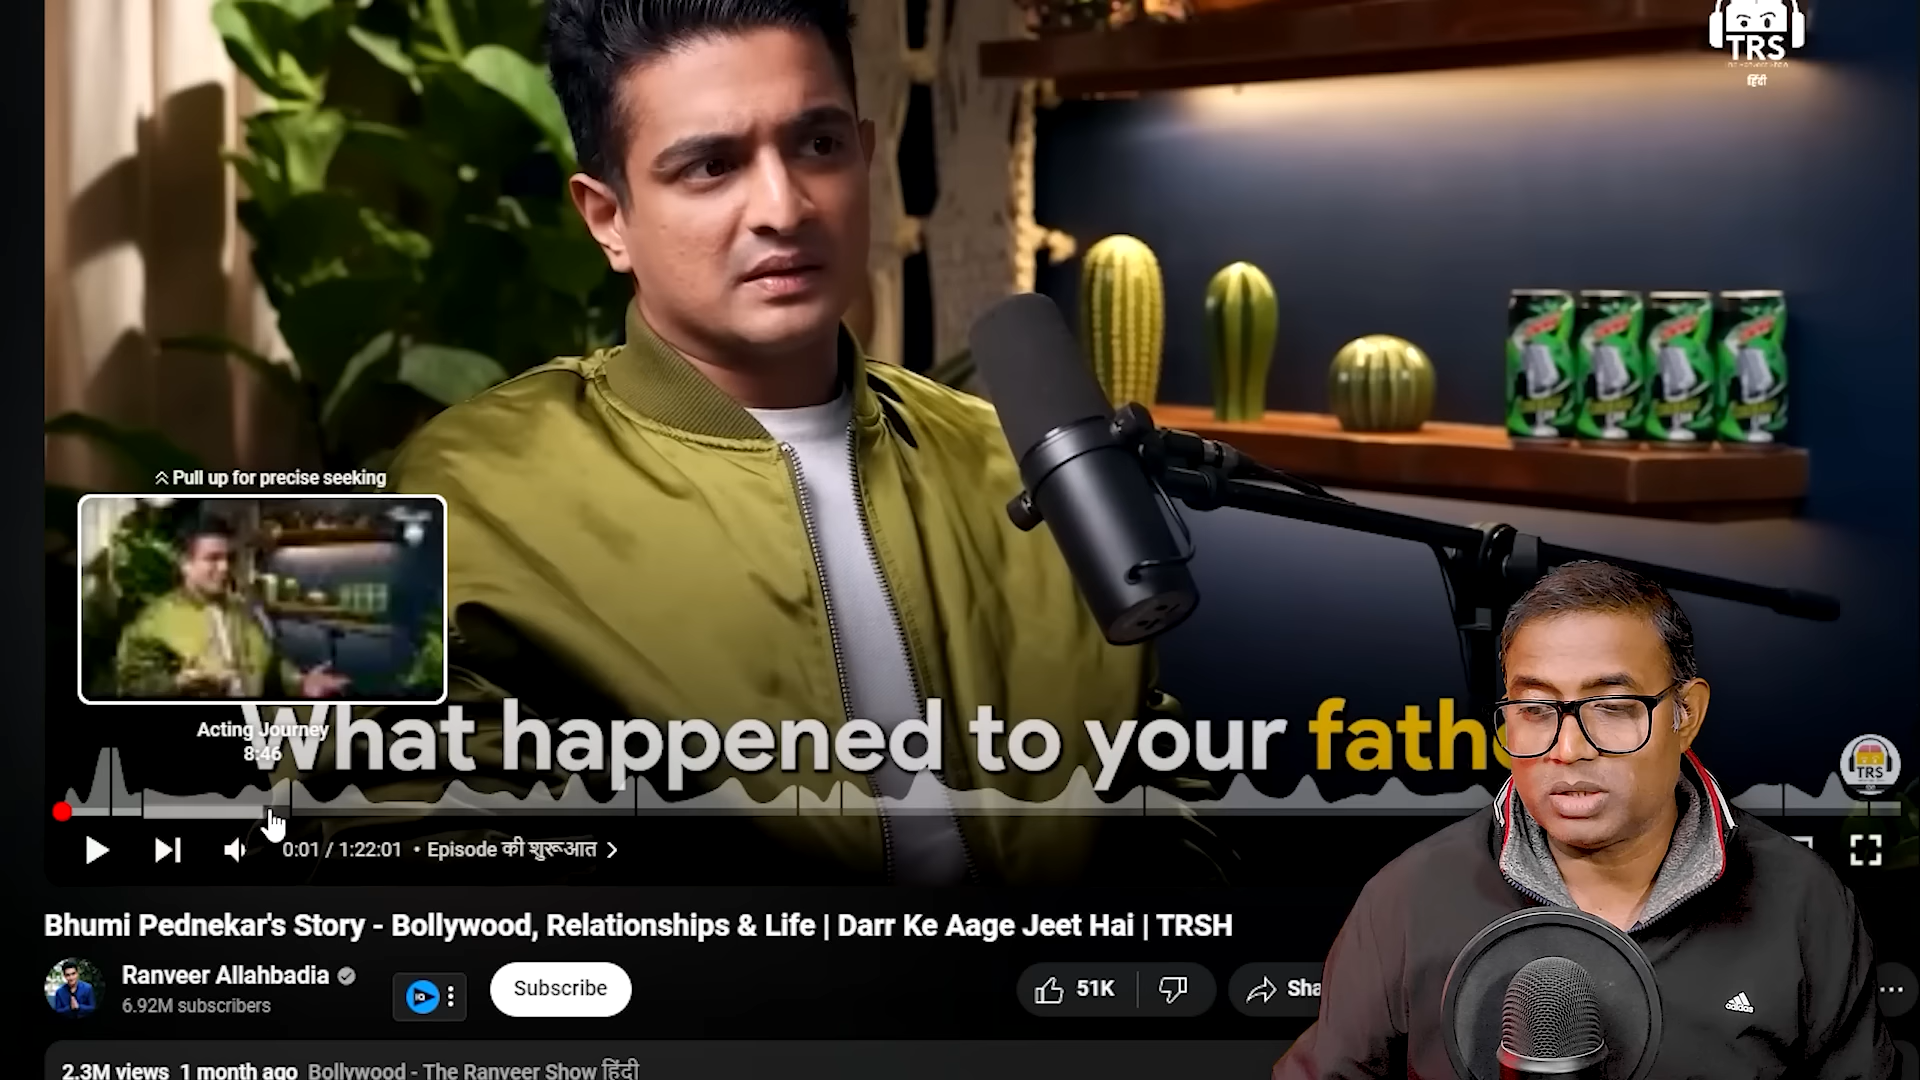 TRS
हिंदी
Pull up for precise seeking
What happened to your
Acting Journey
8:46
TRS
0:01 / 1:22:01 • Episode की शुरूआत
Bhumi Pednekar's Story - Bollywood, Relationships & Life | Darr Ke Aage Jeet Hai | TRSH
Ranveer Allahbadia
6.92M subscribers
Subscribe
51K
2.3M views 1 month ago Bollywood - The Ranveer Show हिंदी
adidas